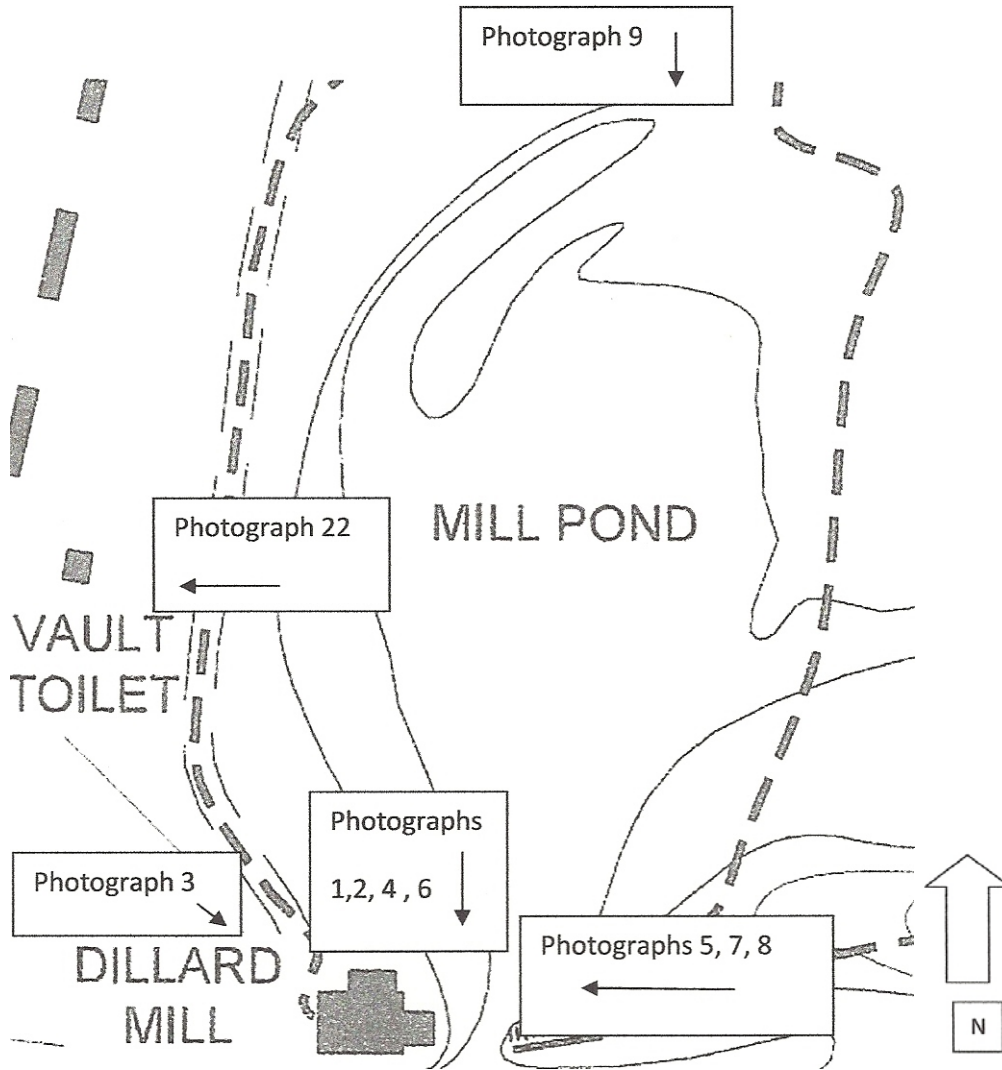 Photograph 9
Photograph 22
MILL POND
VAULT
TOILET
Photographs
1,2, 4 , 6
Photograph 3
Photographs 5, 7, 8
DILLARD
MILL
N